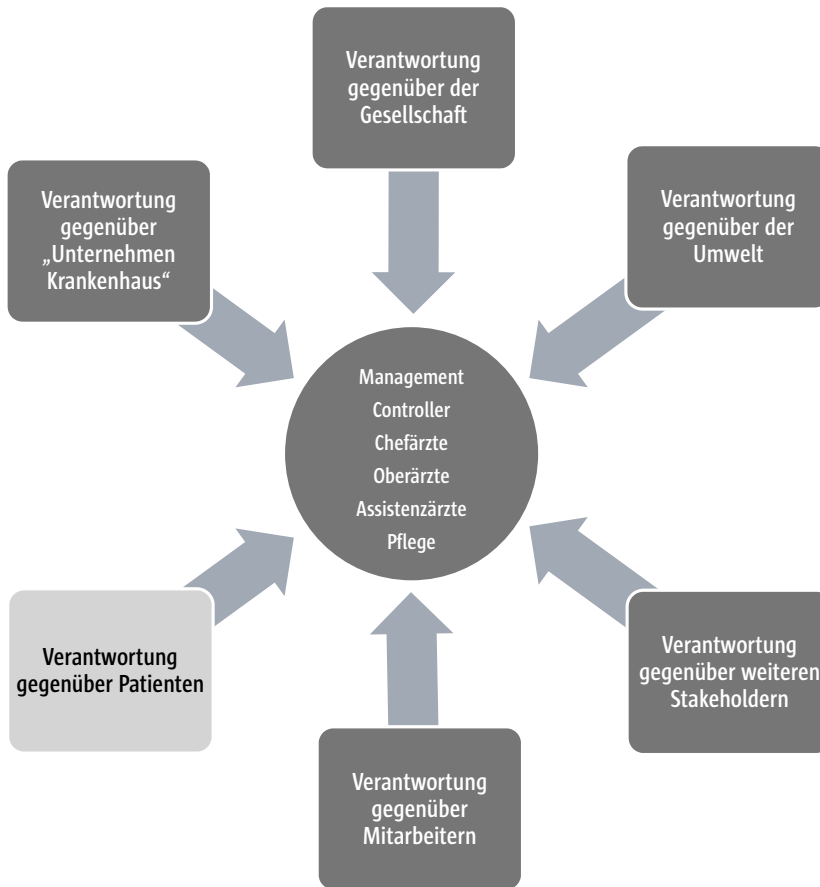 Verantwortung
gegenüber der
Gesellschaft
Verantwortung
gegenüber
„Unternehmen
Krankenhaus“
Verantwortung
gegenüber der
Umwelt
Management
Controller
Chefärzte
Oberärzte
Assistenzärzte
Pflege
Verantwortung
gegenüber Patienten
Verantwortung
gegenüber weiteren
Stakeholdern
Verantwortung
gegenüber
Mitarbeitern